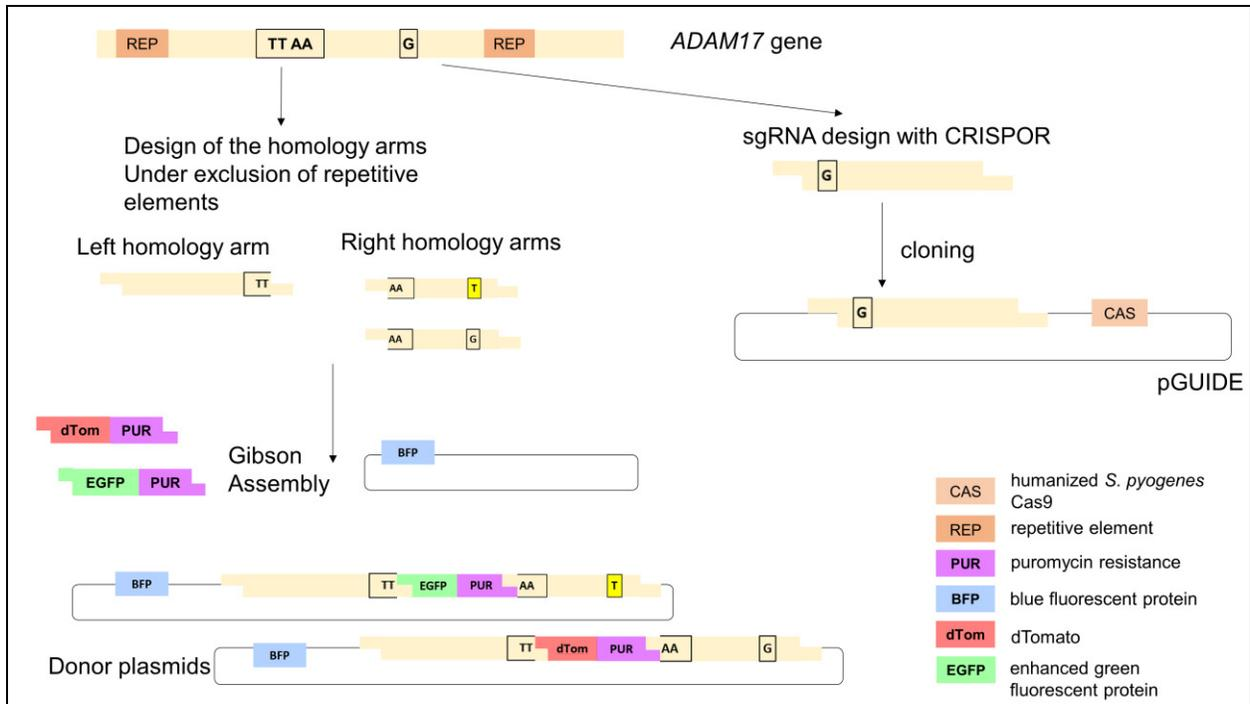 REP
TT AA
G
REP
ADAM17 gene
Design of the homology arms
Under exclusion of repetitive
elements
sgRNA design with CRISPOR
G
cloning
Left homology arm
TT
Right homology arms
AA
T
AA
G
G
CAS
pGUIDE
dTom
PUR
EGFP
PUR
Gibson
Assembly
BFP
BFP
TT
EGFP
PUR
AA
T
Donor plasmids
BFP
TT
dTom
PUR
AA
G
CAS
humanized S. pyogenes
Cas9
REP
repetitive element
PUR
puromycin resistance
BFP
blue fluorescent protein
dTom
dTomato
EGFP
enhanced green
fluorescent protein